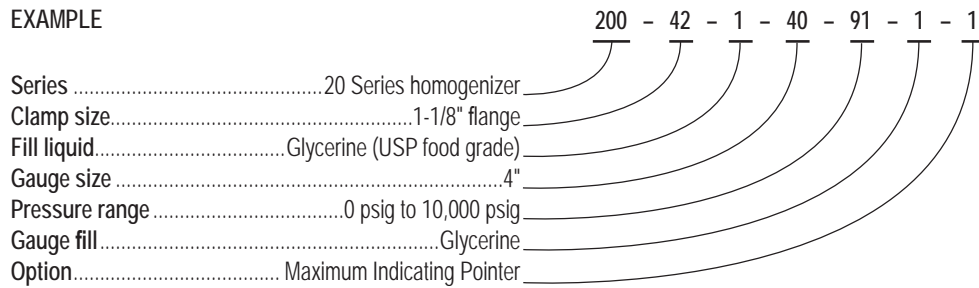 EXAMPLE 200 – 42 – 1 – 40 – 91 – 1 – 1
Series ................................................20 Series homogenizer
Clamp size..........................................................1-1/8" flange
Fill liquid....................................Glycerine (USP food grade)
Gauge size ..........................................................................4"
Pressure range ....................................0 psig to 10,000 psig
Gauge fill................................................................Glycerine
Option....................................... Maximum Indicating Pointer